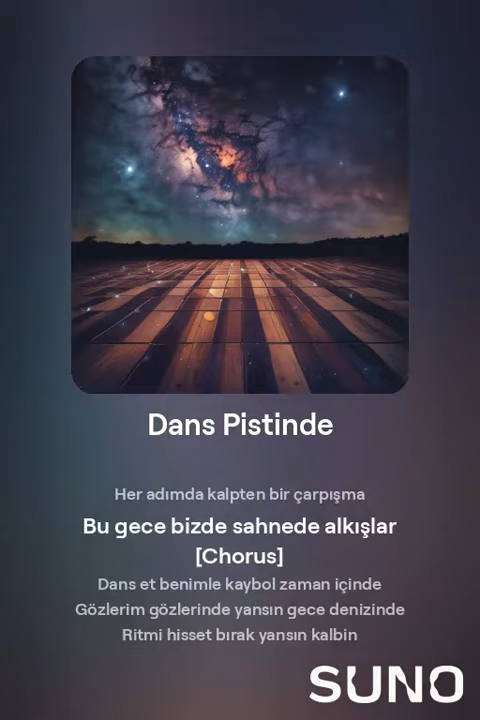 Dans Pistinde
Her adımda kalpten bir çarpışma
Bu gece bizde sahnede alkışlar
[Chorus]
Dans et benimle kaybol zaman içinde
Gözlerim gözlerinde yansın gece denizinde
Ritmi hisset bırak yansın kalbin
SUNO